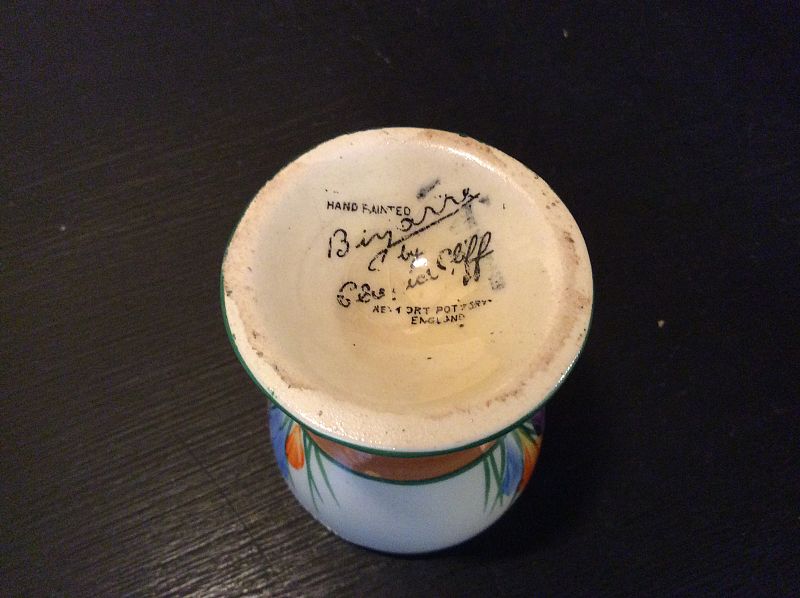 HAND PAINTED
Bizarre
by
Clarice Cliff
NEWPORT POTTERY
ENGLAND